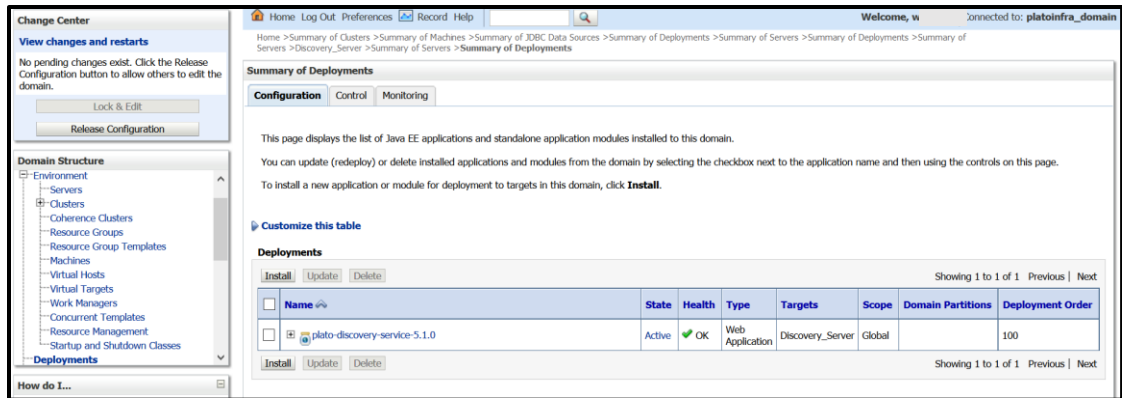 Change Center
View changes and restarts
No pending changes exist. Click the Release
Configuration button to allow others to edit the
domain.
Lock & Edit
Release Configuration
Domain Structure
Environment
Servers
Clusters
Coherence Clusters
Resource Groups
Resource Group Templates
Machines
Virtual Hosts
Virtual Targets
Work Managers
Concurrent Templates
Resource Management
Startup and Shutdown Classes
Deployments
How do I...
Home Log Out Preferences Record Help
Welcome, w
onnected to: platoinfra_domain
Home >Summary of Clusters >Summary of Machines >Summary of JDBC Data Sources >Summary of Deployments >Summary of Servers >Summary of Deployments >Summary of
Servers >Discovery_Server >Summary of Servers >Summary of Deployments
Summary of Deployments
Configuration Control Monitoring
This page displays the list of Java EE applications and standalone application modules installed to this domain.
You can update (redeploy) or delete installed applications and modules from the domain by selecting the checkbox next to the application name and then using the controls on this page.
To install a new application or module for deployment to targets in this domain, click Install.
Customize this table
Deployments
Install Update Delete
Showing 1 to 1 of 1 Previous | Next
Name State Health Type Targets Scope Domain Partitions Deployment Order
plato-discovery-service-5.1.0 Active OK Web Application Discovery_Server Global 100
Install Update Delete
Showing 1 to 1 of 1 Previous | Next